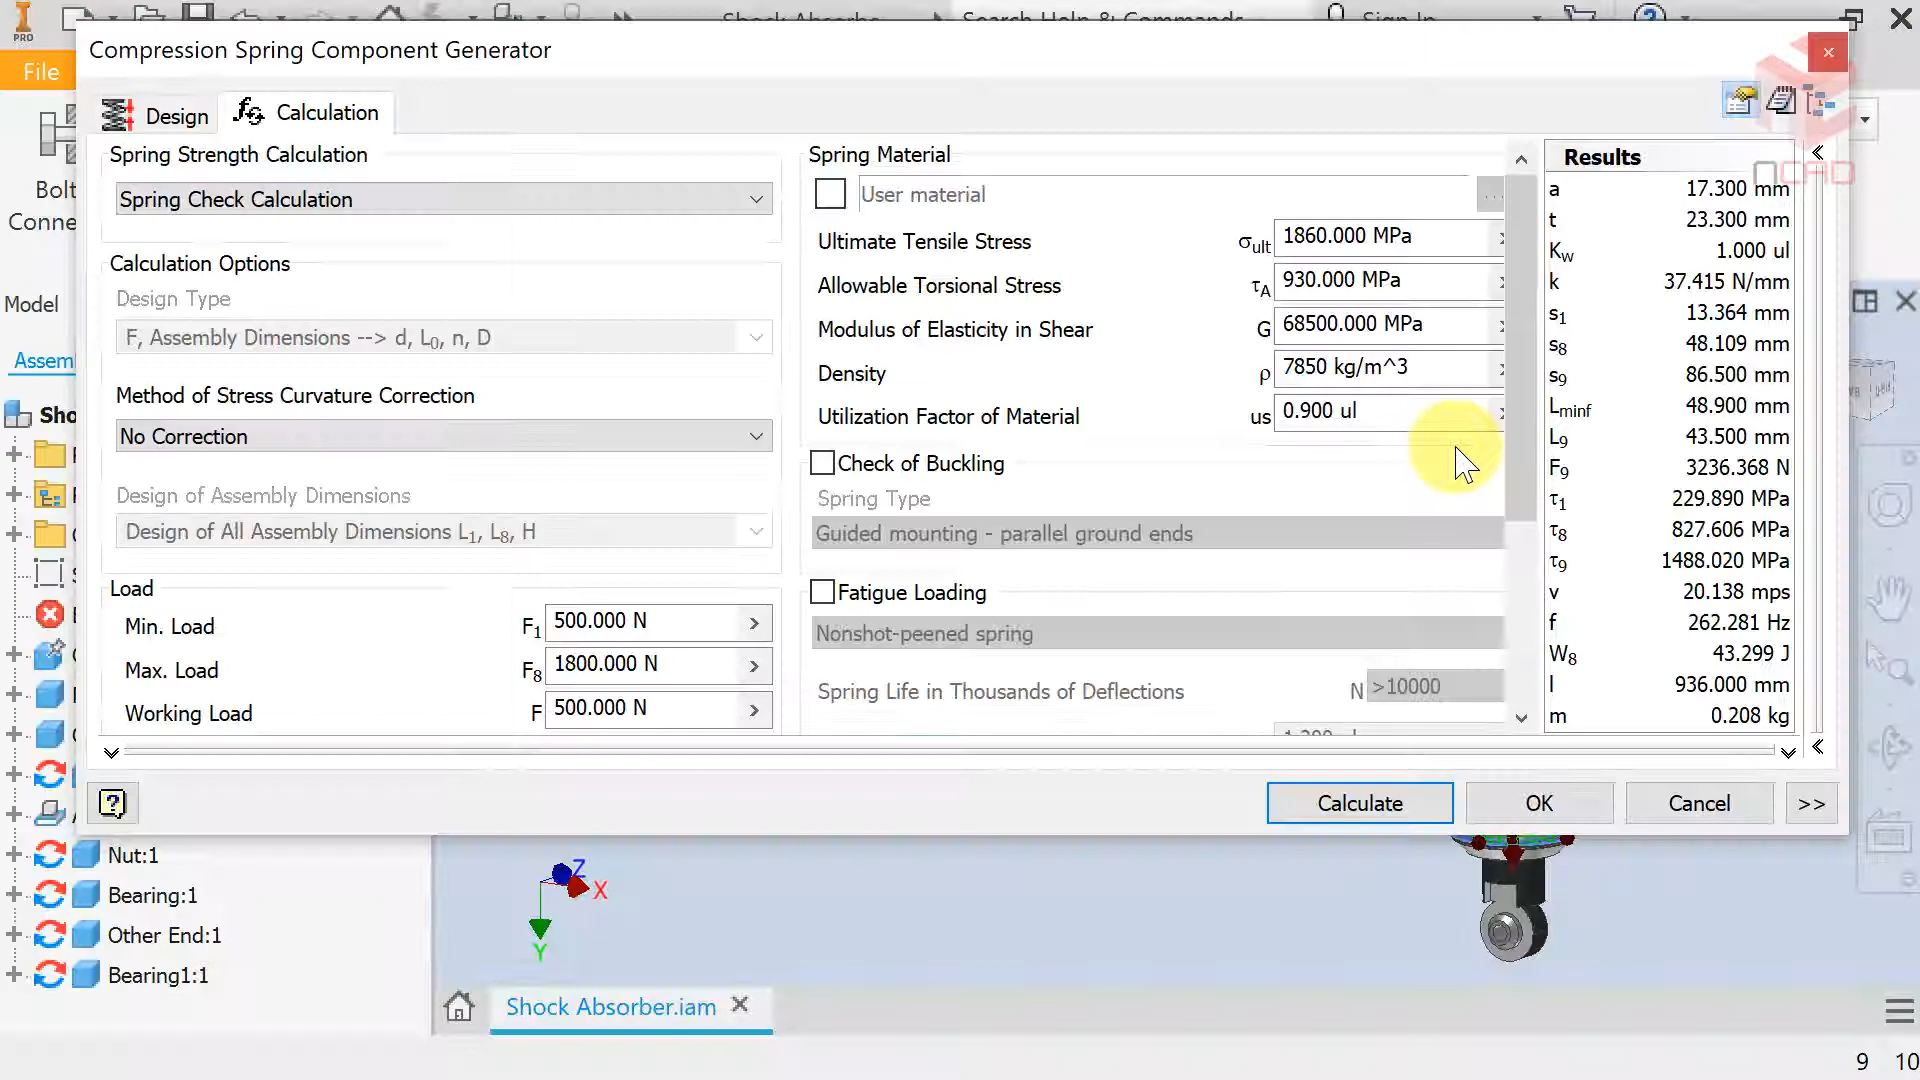 PRO
Sign In
Compression Spring Component Generator
File
Design
Calculation
Spring Strength Calculation
Spring Check Calculation
Calculation Options
Design Type
F, Assembly Dimensions --> d, L0, n, D
Method of Stress Curvature Correction
No Correction
Design of Assembly Dimensions
Design of All Assembly Dimensions L1, L8, H
Load
Min. Load F1 500.000 N
Max. Load F8 1800.000 N
Working Load F 500.000 N
Spring Material
User material ...
Ultimate Tensile Stress σult 1860.000 MPa
Allowable Torsional Stress τA 930.000 MPa
Modulus of Elasticity in Shear G 68500.000 MPa
Density ρ 7850 kg/m^3
Utilization Factor of Material us 0.900 ul
Check of Buckling
Spring Type
Guided mounting - parallel ground ends
Fatigue Loading
Nonshot-peened spring
Spring Life in Thousands of Deflections N >10000
Results
a 17.300 mm
t 23.300 mm
Kw 1.000 ul
k 37.415 N/mm
s1 13.364 mm
s8 48.109 mm
s9 86.500 mm
Lminf 48.900 mm
L9 43.500 mm
F9 3236.368 N
τ1 229.890 MPa
τ8 827.606 MPa
τ9 1488.020 MPa
v 20.138 mps
f 262.281 Hz
W8 43.299 J
l 936.000 mm
m 0.208 kg
Calculate
OK
Cancel
>>
Bolt
Conne
Model
Assem
Sho
Nut:1
Bearing:1
Other End:1
Bearing1:1
Z
X
Y
Shock Absorber.iam
9 10